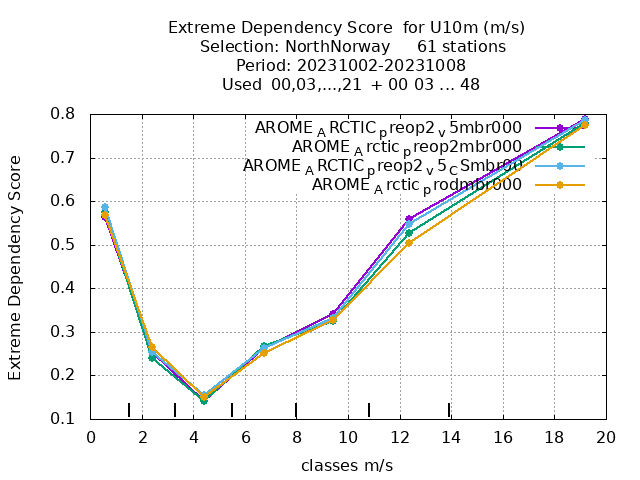 Extreme Dependency Score for U10m (m/s)
Selection: NorthNorway 61 stations
Period: 20231002-20231008
Used 00,03,...,21 + 00 03 ... 48
AROME_ARCTIC_preop2_v5mbr000
AROME_Arctic_preop2mbr000
AROME_ARCTIC_preop2_v5_CSmbr00
AROME_Arctic_prodmbr000
Extreme Dependency Score
0.8
0.7
0.6
0.5
0.4
0.3
0.2
0.1
0 2 4 6 8 10 12 14 16 18 20
classes m/s